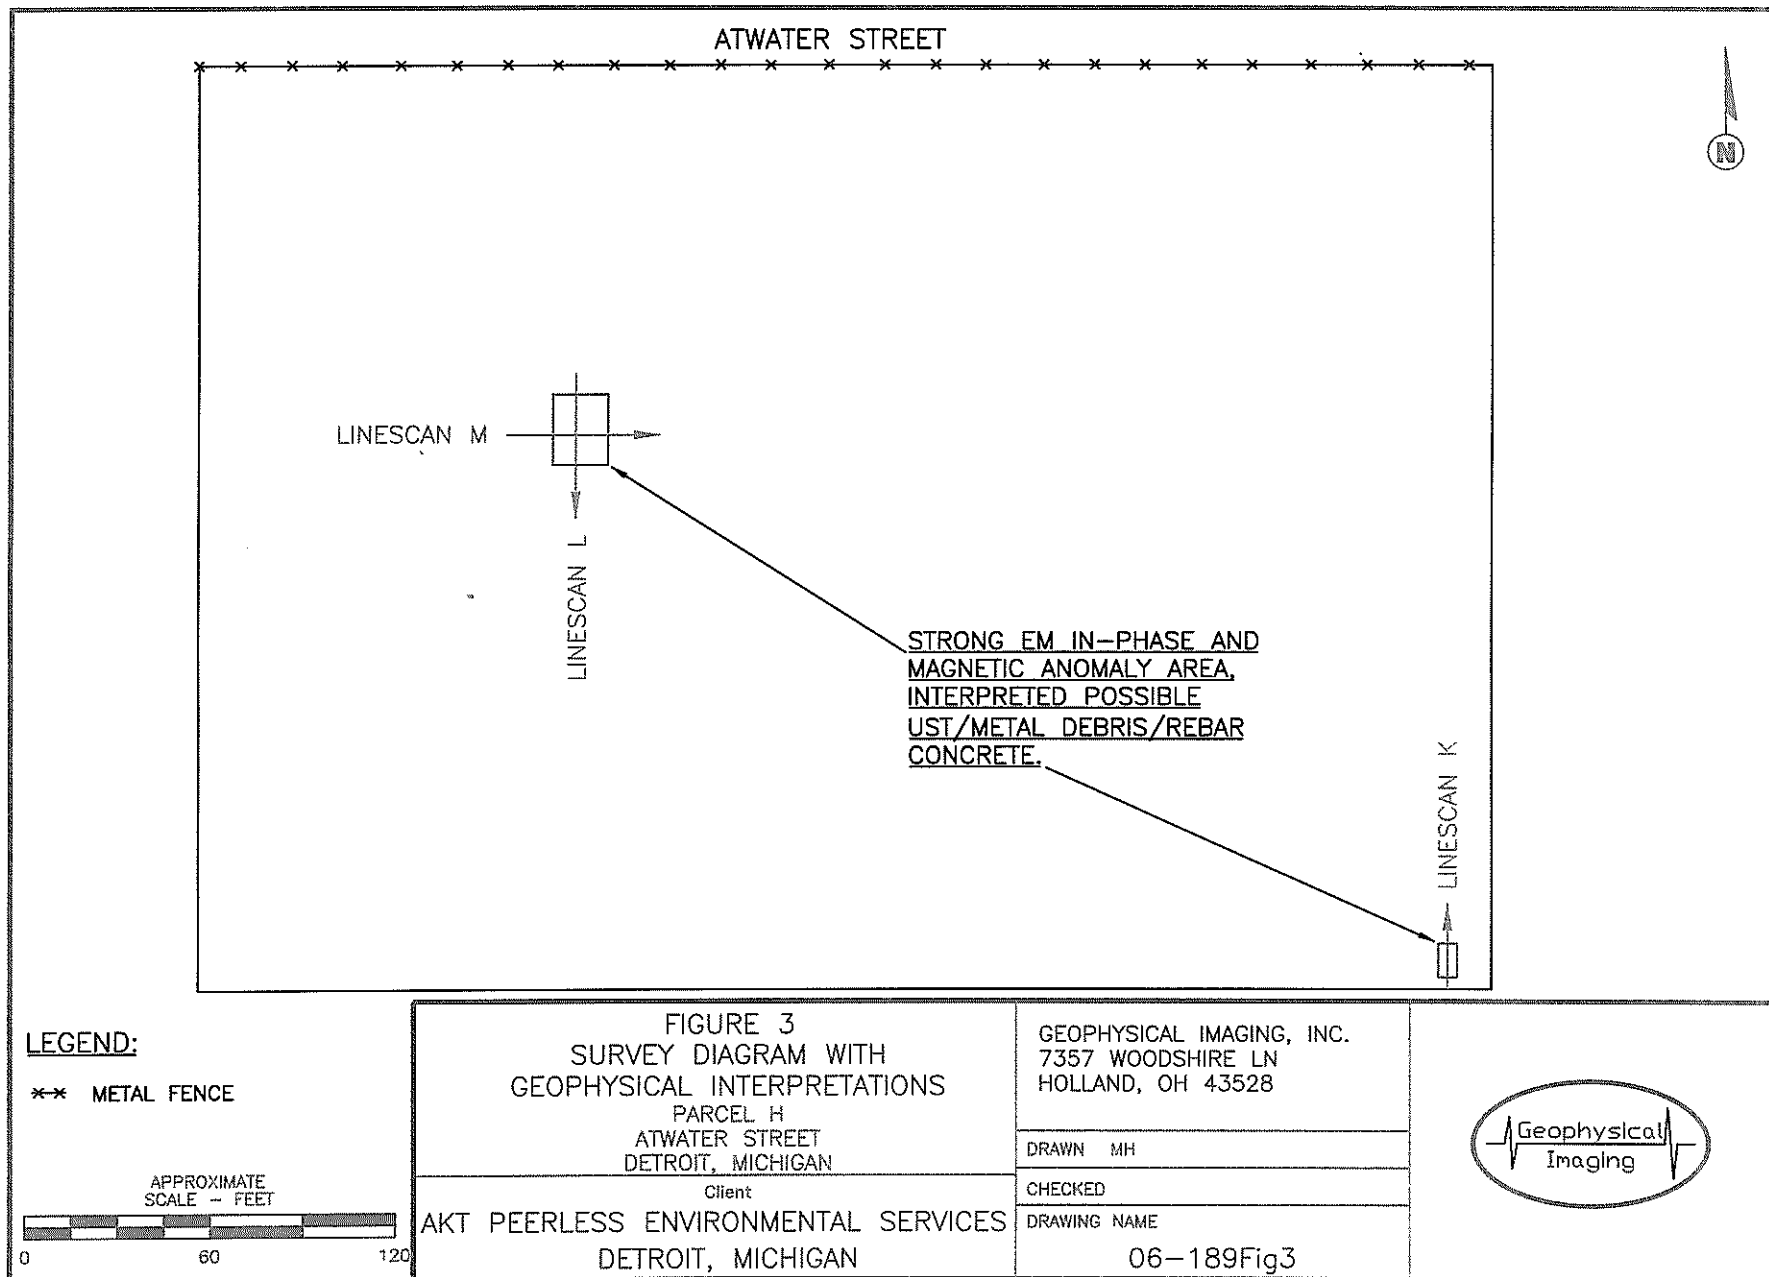 ATWATER STREET
N
LINESCAN M
LINESCAN L
STRONG EM IN-PHASE AND
MAGNETIC ANOMALY AREA,
INTERPRETED POSSIBLE
UST/METAL DEBRIS/REBAR
CONCRETE.
LINESCAN K
LEGEND:
METAL FENCE
APPROXIMATE
SCALE - FEET
0 60 120
FIGURE 3
SURVEY DIAGRAM WITH
GEOPHYSICAL INTERPRETATIONS
PARCEL H
ATWATER STREET
DETROIT, MICHIGAN
Client
AKT PEERLESS ENVIRONMENTAL SERVICES
DETROIT, MICHIGAN
GEOPHYSICAL IMAGING, INC.
7357 WOODSHIRE LN
HOLLAND, OH 43528
DRAWN MH
CHECKED
DRAWING NAME
06-189Fig3
Geophysical
Imaging